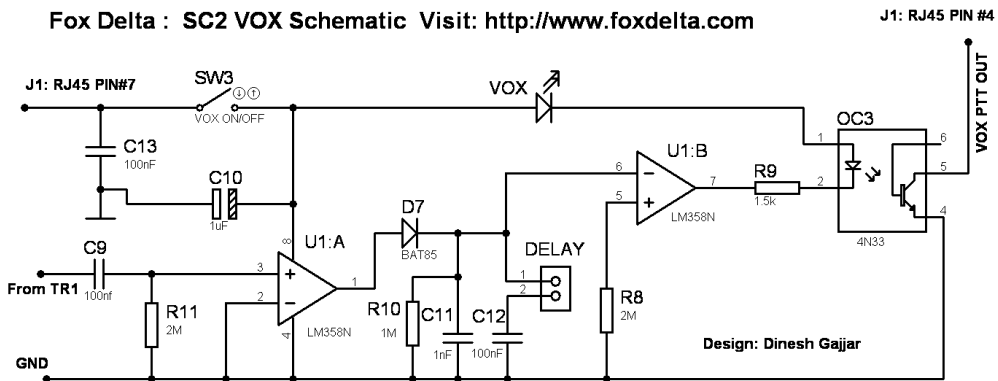 Fox Delta : SC2 VOX Schematic Visit: http://www.foxdelta.com
J1: RJ45 PIN #4
J1: RJ45 PIN#7
SW3
VOX ON/OFF
VOX
OC3
VOX PTT OUT
C13
100nF
1
6
5
2
4
4N33
C10
1uF
U1:B
6
5
7
LM358N
R9
1.5k
D7
BAT85
8
U1:A
3
2
1
4
LM358N
C9
100nf
From TR1
R11
2M
DELAY
1
2
R10
1M
C11
1nF
C12
100nF
R8
2M
Design: Dinesh Gajjar
GND